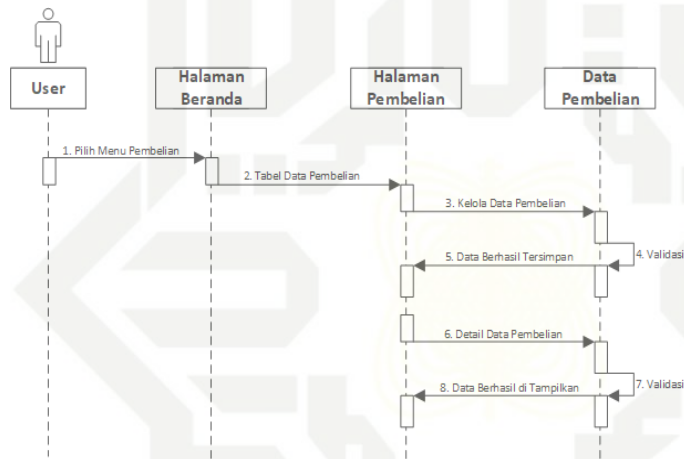 User
Halaman
Beranda
Halaman
Pembelian
Data
Pembelian
1. Pilih Menu Pembelian
2. Tabel Data Pembelian
3. Kelola Data Pembelian
4. Validasi
5. Data Berhasil Tersimpan
6. Detail Data Pembelian
7. Validasi
8. Data Berhasil di Tampilkan